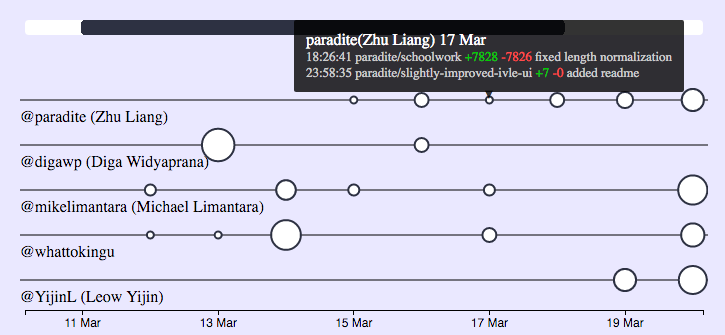 paradite(Zhu Liang) 17 Mar
18:26:41 paradite/schoolwork +7828 -7826 fixed length normalization
23:58:35 paradite/slightly-improved-ivle-ui +7 -0 added readme
@paradite (Zhu Liang)
@digawp (Diga Widyaprana)
@mikelimantara (Michael Limantara)
@whattokingu
@YijinL (Leow Yijin)
11 Mar 13 Mar 15 Mar 17 Mar 19 Mar